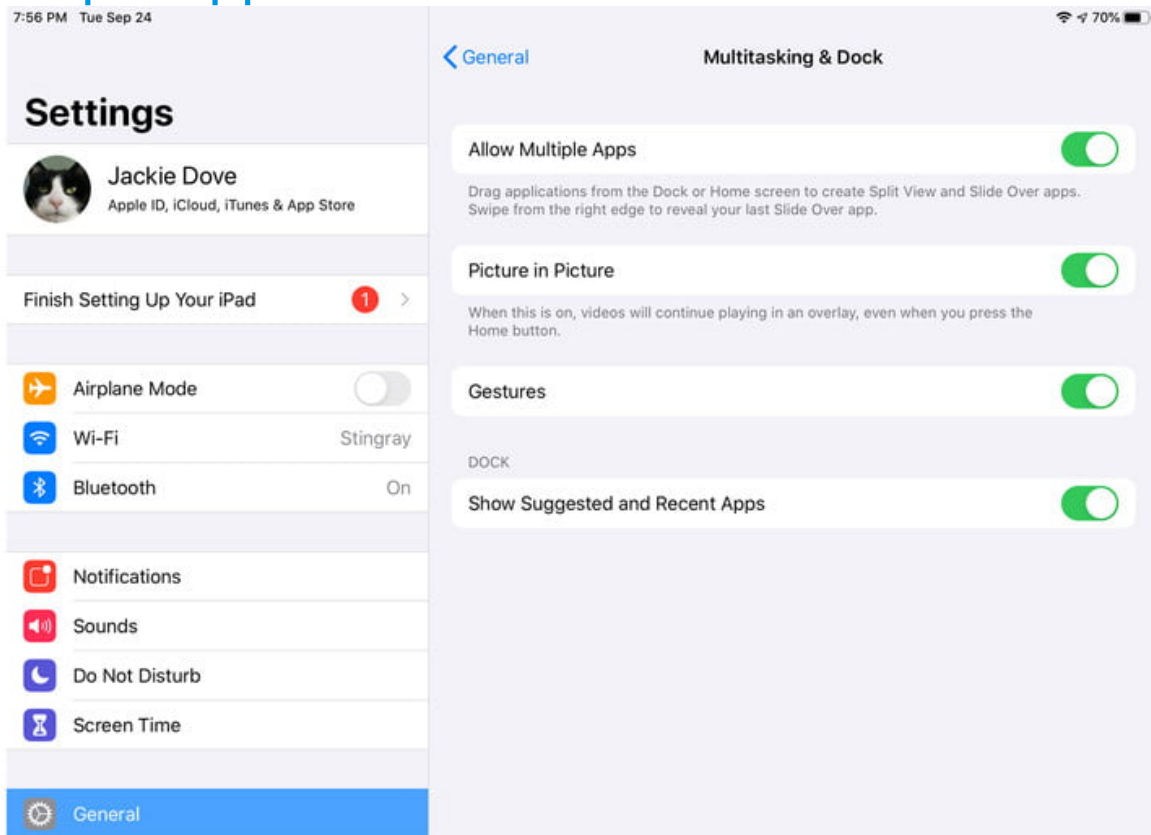 7:56 PM Tue Sep 24
70%
Settings
Jackie Dove
Apple ID, iCloud, iTunes & App Store
Finish Setting Up Your iPad
1
Airplane Mode
Wi-Fi Stingray
Bluetooth On
Notifications
Sounds
Do Not Disturb
Screen Time
General
General
Multitasking & Dock
Allow Multiple Apps
Drag applications from the Dock or Home screen to create Split View and Slide Over apps.
Swipe from the right edge to reveal your last Slide Over app.
Picture in Picture
When this is on, videos will continue playing in an overlay, even when you press the
Home button.
Gestures
DOCK
Show Suggested and Recent Apps